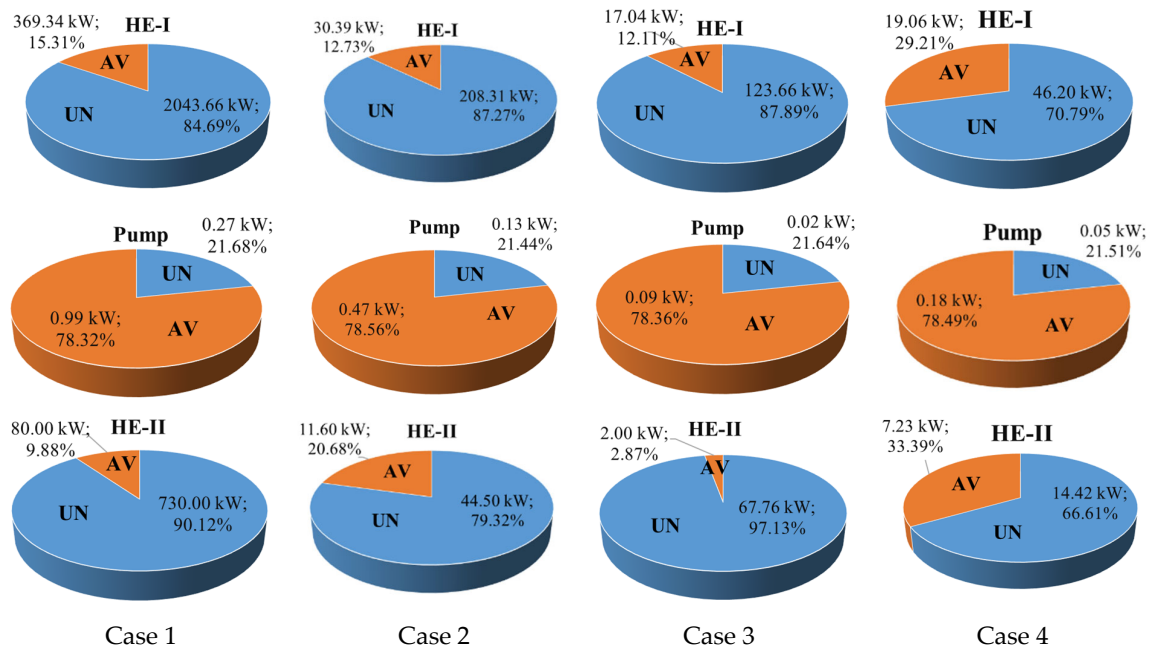 369.34 kW;
15.31%
HE-I
AV
UN
2043.66 kW;
84.69%
30.39 kW;
12.73%
HE-I
AV
UN
208.31 kW;
87.27%
17.04 kW;
12.11%
HE-I
AV
UN
123.66 kW;
87.89%
19.06 kW;
29.21%
HE-I
AV
UN
46.20 kW;
70.79%
Pump
0.27 kW;
21.68%
UN
0.99 kW;
78.32%
AV
Pump
0.13 kW;
21.44%
UN
0.47 kW;
78.56%
AV
Pump
0.02 kW;
21.64%
UN
0.09 kW;
78.36%
AV
Pump
0.05 kW;
21.51%
UN
0.18 kW;
78.49%
AV
80.00 kW;
9.88%
HE-II
AV
UN
730.00 kW;
90.12%
11.60 kW;
20.68%
HE-II
AV
UN
44.50 kW;
79.32%
2.00 kW;
2.87%
HE-II
AV
UN
67.76 kW;
97.13%
7.23 kW;
33.39%
HE-II
AV
UN
14.42 kW;
66.61%
Case 1
Case 2
Case 3
Case 4